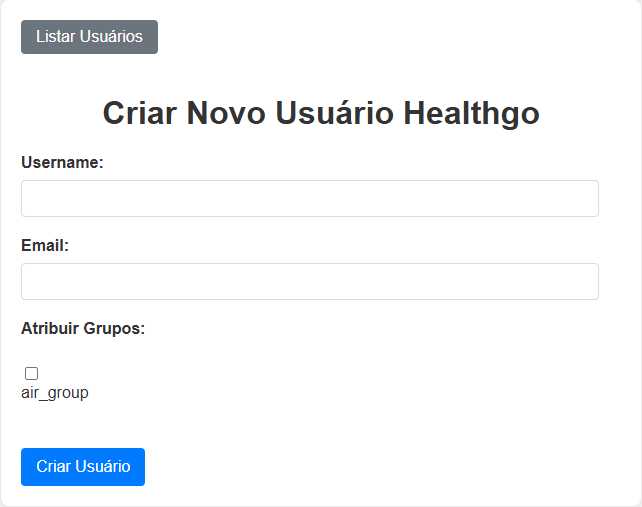 Listar Usuários
Criar Novo Usuário Healthgo
Username:
Email:
Atribuir Grupos:
air_group
Criar Usuário